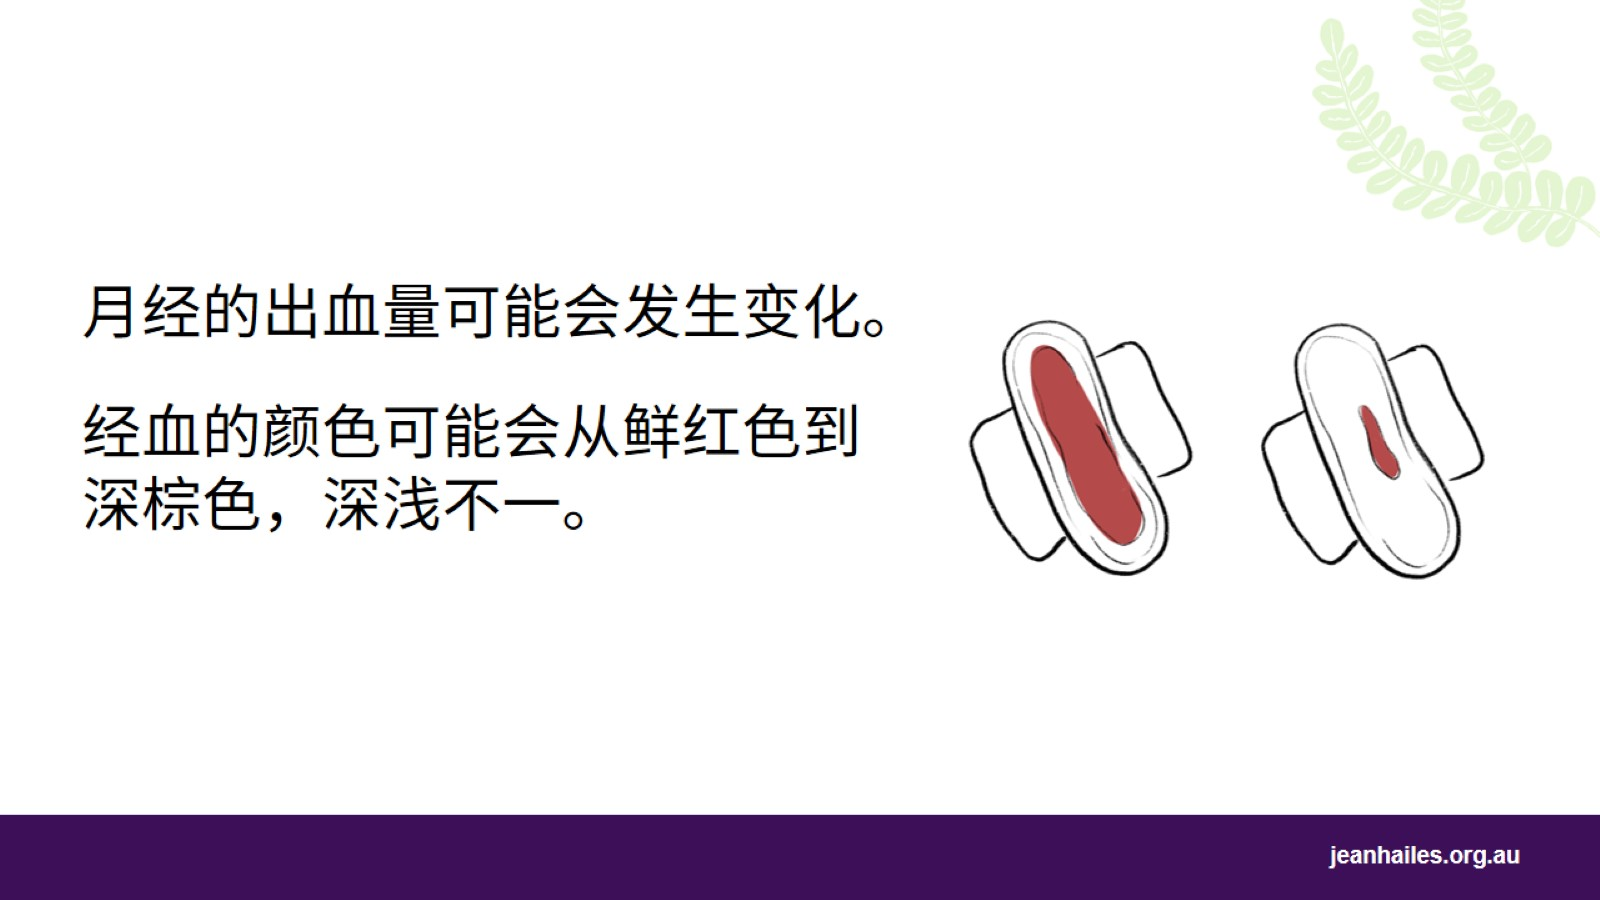 月经的出血量可能会发生变化。
经血的颜色可能会从鲜红色到
深棕色，深浅不一。
jeanhailes.org.au